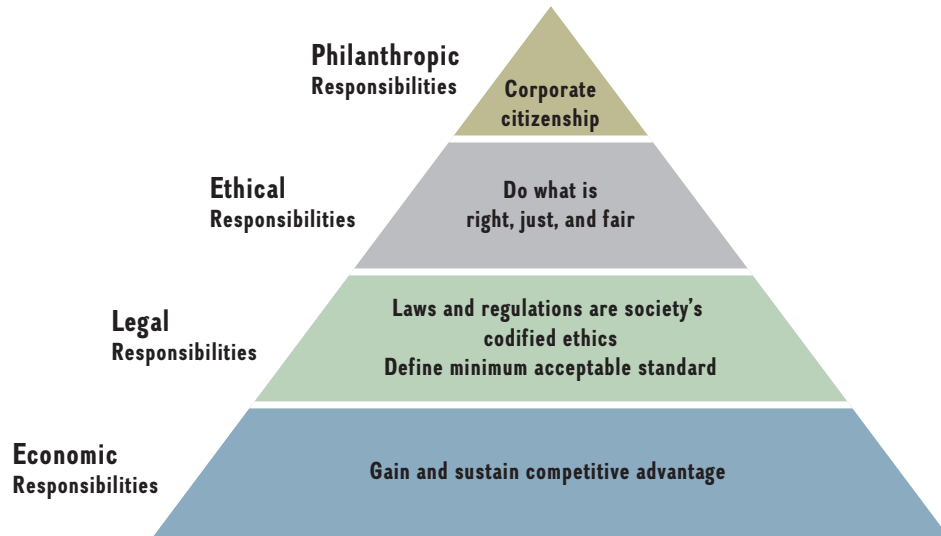 Philanthropic
Responsibilities
Corporate
citizenship
Ethical
Responsibilities
Do what is
right, just, and fair
Legal
Responsibilities
Laws and regulations are society’s
codified ethics
Define minimum acceptable standard
Economic
Responsibilities
Gain and sustain competitive advantage